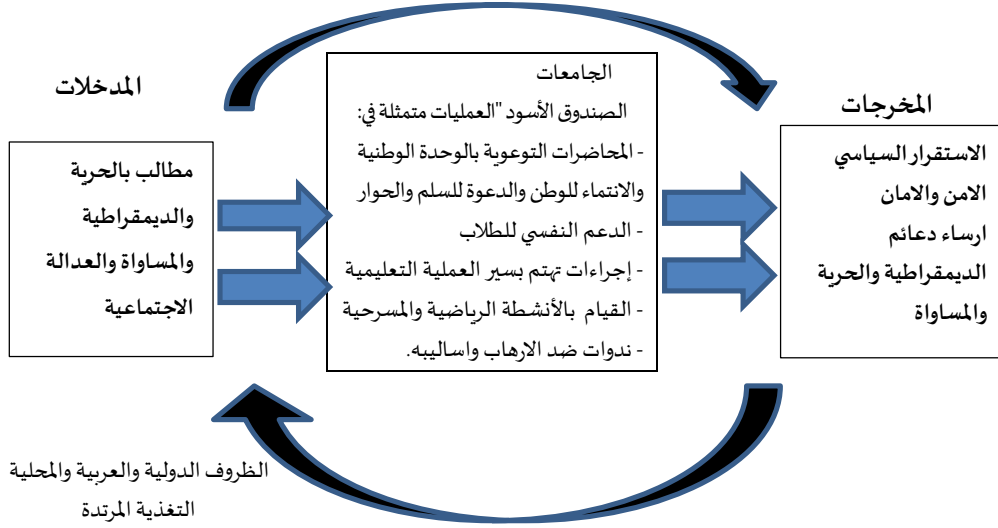 المدخلات
مطالب بالحرية
والديمقراطية
والمساواة والعدالة
الاجتماعية
الجامعات
الصندوق الأسود "العمليات متمثلة في:
- المحاضرات التوعوية بالوحدة الوطنية
والانتماء للوطن والدعوة للسلم والحوار
- الدعم النفسي للطلاب
- إجراءات تهتم بسير العملية التعليمية
- القيام بالأنشطة الرياضية والمسرحية
- ندوات ضد الارهاب واساليبه.
المخرجات
الاستقرار السياسي
الامن والامان
ارساء دعائم
الديمقراطية والحرية
والمساواة
الظروف الدولية والعربية والمحلية
التغذية المرتدة